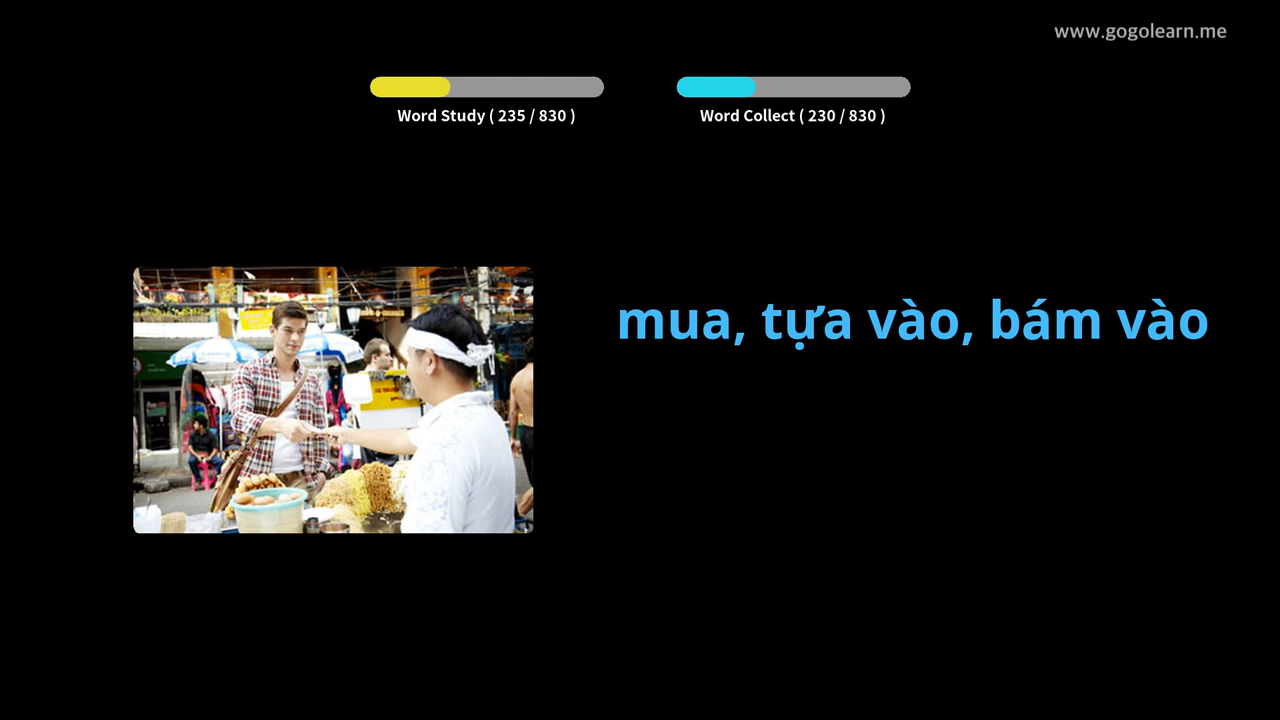 www.gogolearn.me
Word Study ( 235 / 830 )
Word Collect ( 230 / 830 )
mua, tựa vào, bám vào